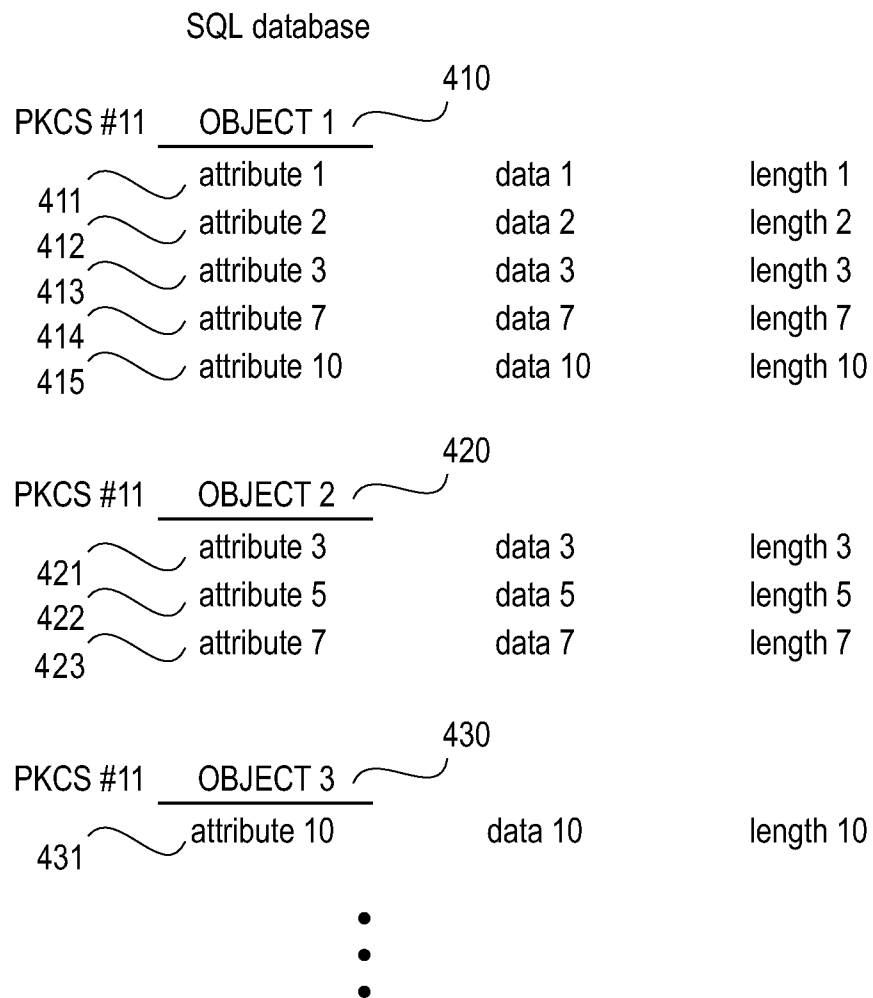 SQL database
410
PKCS #11 OBJECT 1
411 attribute 1 data 1 length 1
412 attribute 2 data 2 length 2
413 attribute 3 data 3 length 3
414 attribute 7 data 7 length 7
415 attribute 10 data 10 length 10
420
PKCS #11 OBJECT 2
421 attribute 3 data 3 length 3
422 attribute 5 data 5 length 5
423 attribute 7 data 7 length 7
430
PKCS #11 OBJECT 3
431 attribute 10 data 10 length 10